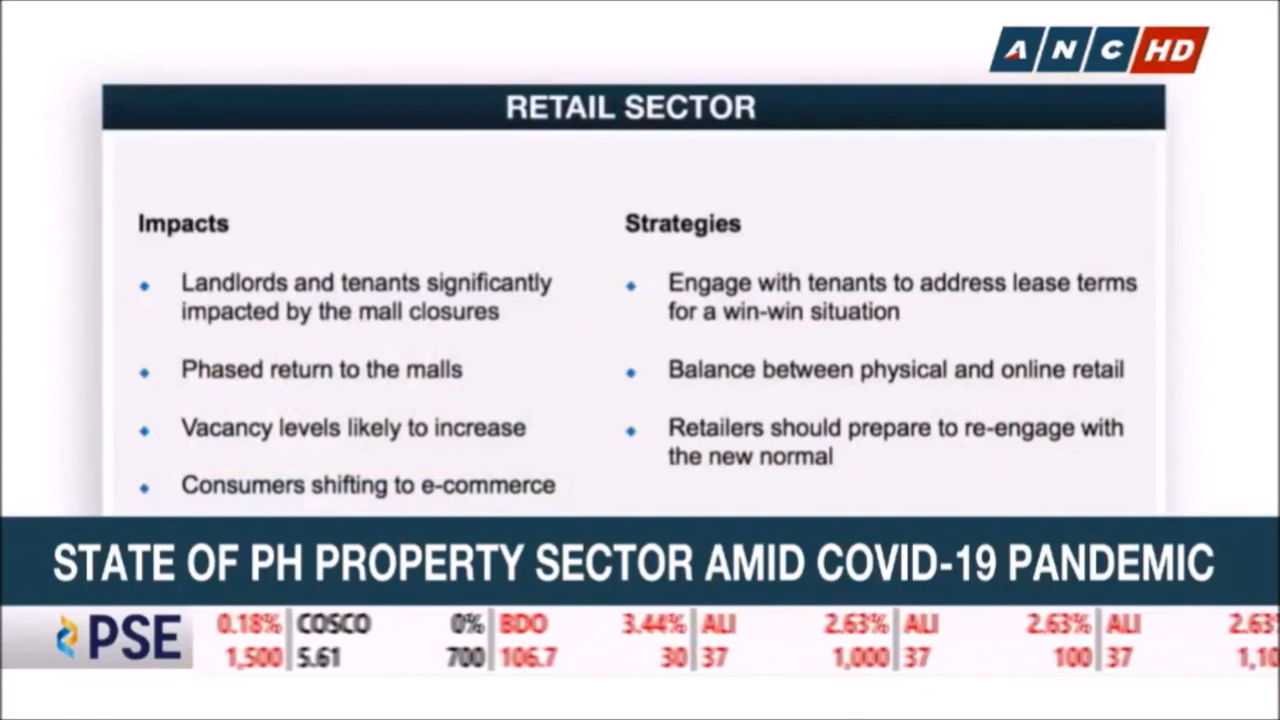 ANC HD
RETAIL SECTOR
Impacts
Landlords and tenants significantly
impacted by the mall closures
Phased return to the malls
Vacancy levels likely to increase
Consumers shifting to e-commerce
Strategies
Engage with tenants to address lease terms
for a win-win situation
Balance between physical and online retail
Retailers should prepare to re-engage with
the new normal
STATE OF PH PROPERTY SECTOR AMID COVID-19 PANDEMIC
PSE
0.18% COSCO 0% BDO 3.44% ALI 2.63% ALI 2.63% ALI
1,500 5.61 700 106.7 30 37 1,000 37 100 37